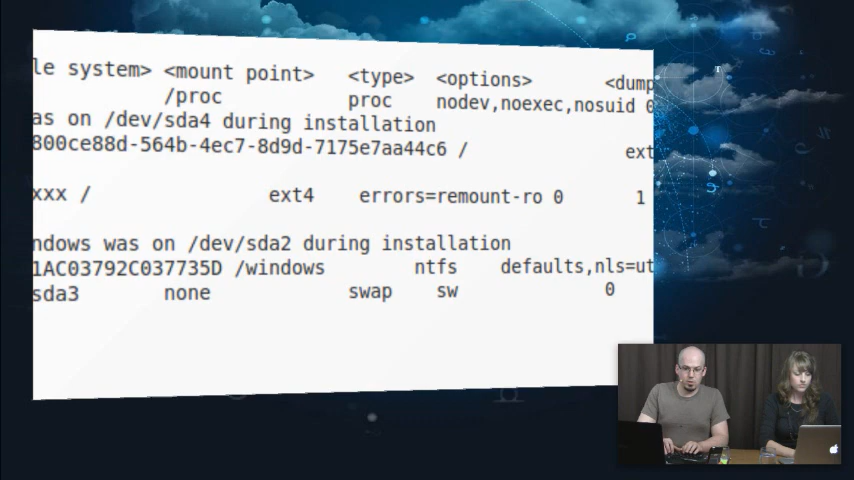 le system> <mount point> <type> <options> <dump
/proc proc nodev,noexec,nosuid 0
as on /dev/sda4 during installation
800ce88d-564b-4ec7-8d9d-7175e7aa44c6 / ext
xxx / ext4 errors=remount-ro 0 1
ndows was on /dev/sda2 during installation
1AC03792C037735D /windows ntfs defaults,nls=ut
sda3 none swap sw 0